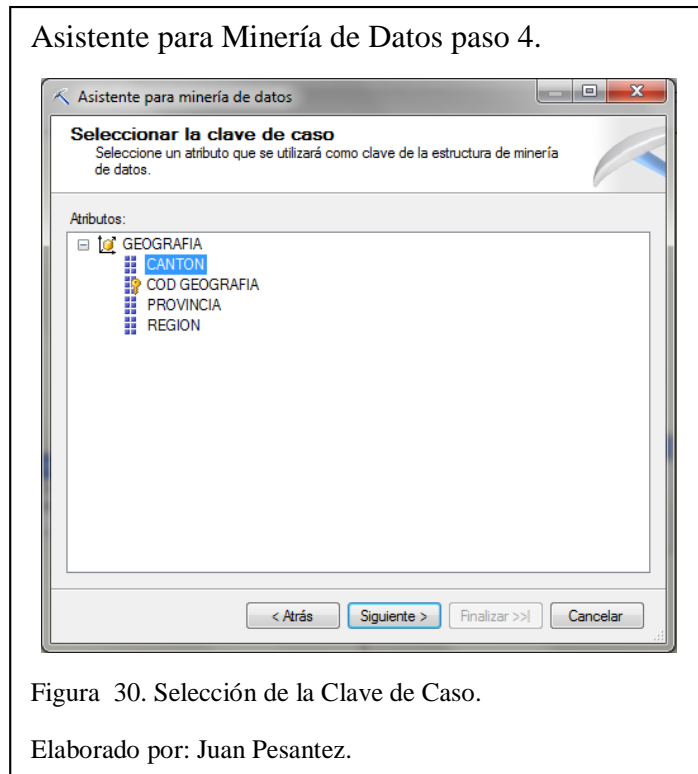 Asistente para Minería de Datos paso 4.
Asistente para minería de datos
Seleccionar la clave de caso
Seleccione un atributo que se utilizará como clave de la estructura de minería
de datos.
Atributos:
GEOGRAFIA
CANTON
COD GEOGRAFIA
PROVINCIA
REGION
< Atrás Siguiente > Finalizar >>| Cancelar
Figura 30. Selección de la Clave de Caso.
Elaborado por: Juan Pesantez.